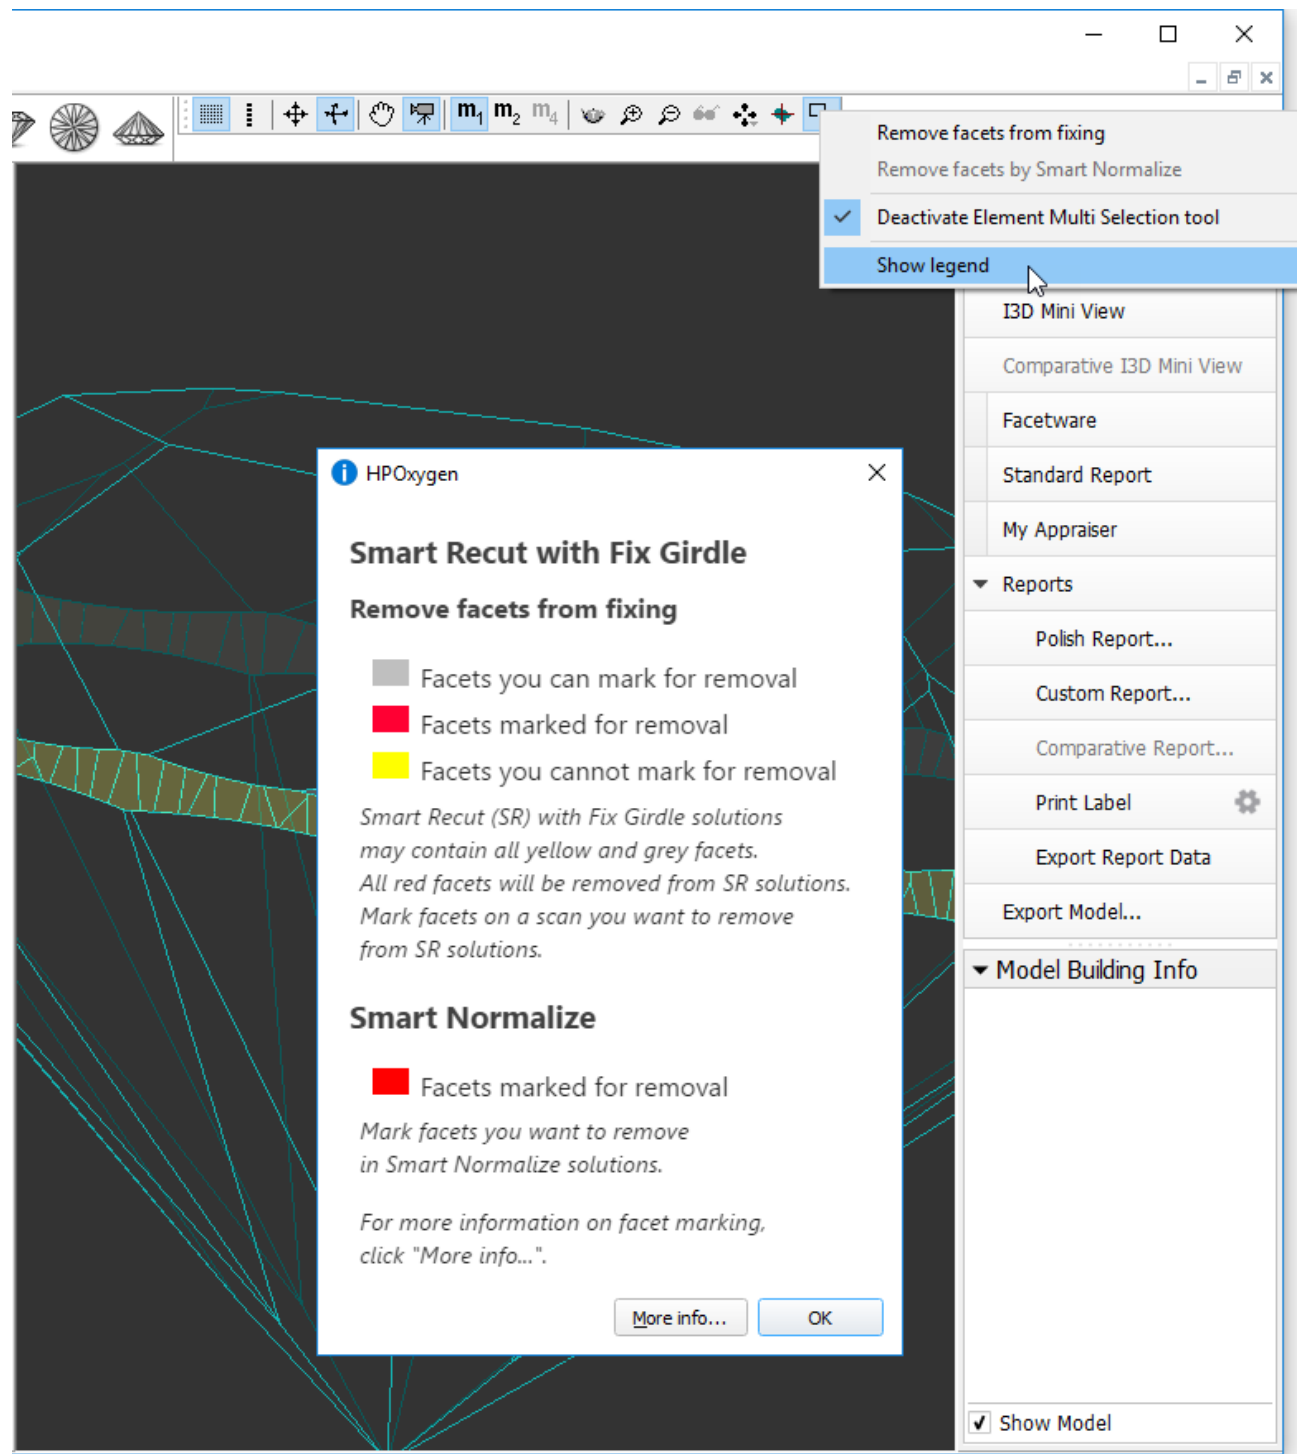 m1 m2 m4
Remove facets from fixing
Remove facets by Smart Normalize
Deactivate Element Multi Selection tool
Show legend
I3D Mini View
Comparative I3D Mini View
Facetware
Standard Report
My Appraiser
Reports
Polish Report...
Custom Report...
Comparative Report...
Print Label
Export Report Data
Export Model...
Model Building Info
Show Model
HPOxygen
Smart Recut with Fix Girdle
Remove facets from fixing
Facets you can mark for removal
Facets marked for removal
Facets you cannot mark for removal
Smart Recut (SR) with Fix Girdle solutions
may contain all yellow and grey facets.
All red facets will be removed from SR solutions.
Mark facets on a scan you want to remove
from SR solutions.
Smart Normalize
Facets marked for removal
Mark facets you want to remove
in Smart Normalize solutions.
For more information on facet marking,
click "More info...".
More info...
OK